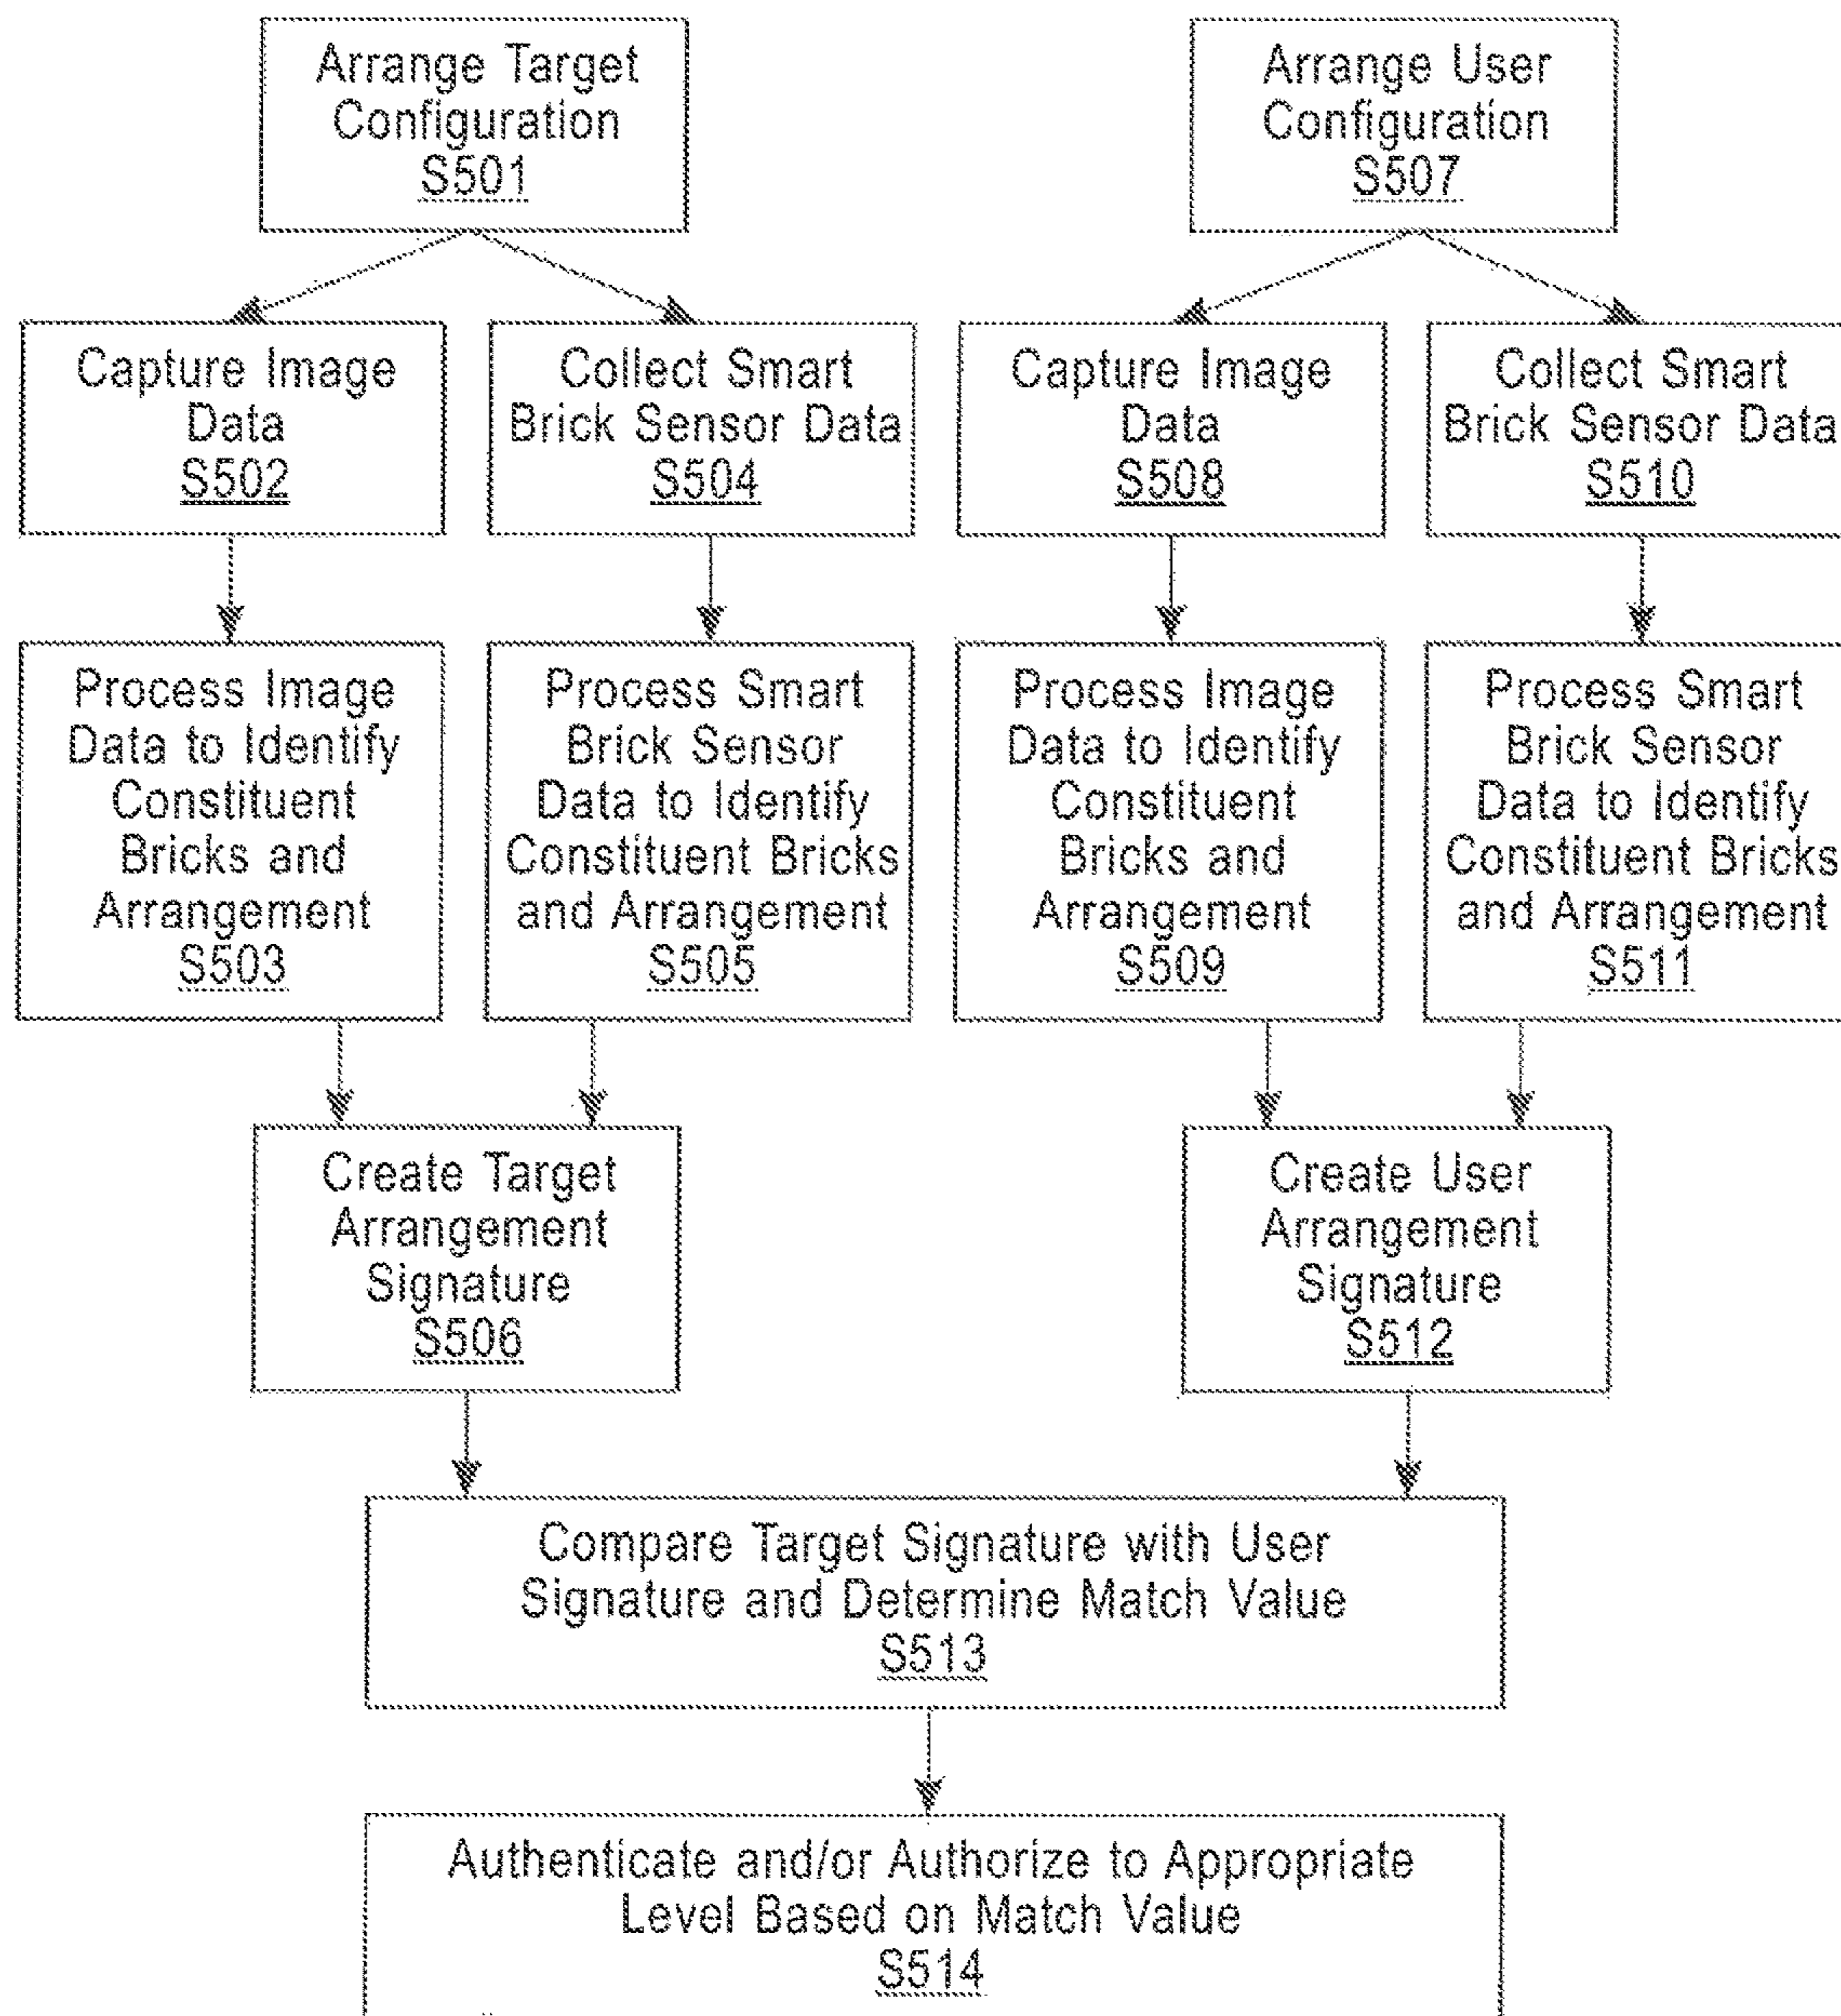 Arrange Target
Configuration
S501
Arrange User
Configuration
S507
Capture Image
Data
S502
Collect Smart
Brick Sensor Data
S504
Capture Image
Data
S508
Collect Smart
Brick Sensor Data
S510
Process Image
Data to Identify
Constituent
Bricks and
Arrangement
S503
Process Smart
Brick Sensor
Data to Identify
Constituent Bricks
and Arrangement
S505
Process Image
Data to Identify
Constituent
Bricks and
Arrangement
S509
Process Smart
Brick Sensor
Data to Identify
Constituent Bricks
and Arrangement
S511
Create Target
Arrangement
Signature
S506
Create User
Arrangement
Signature
S512
Compare Target Signature with User
Signature and Determine Match Value
S513
Authenticate and/or Authorize to Appropriate
Level Based on Match Value
S514